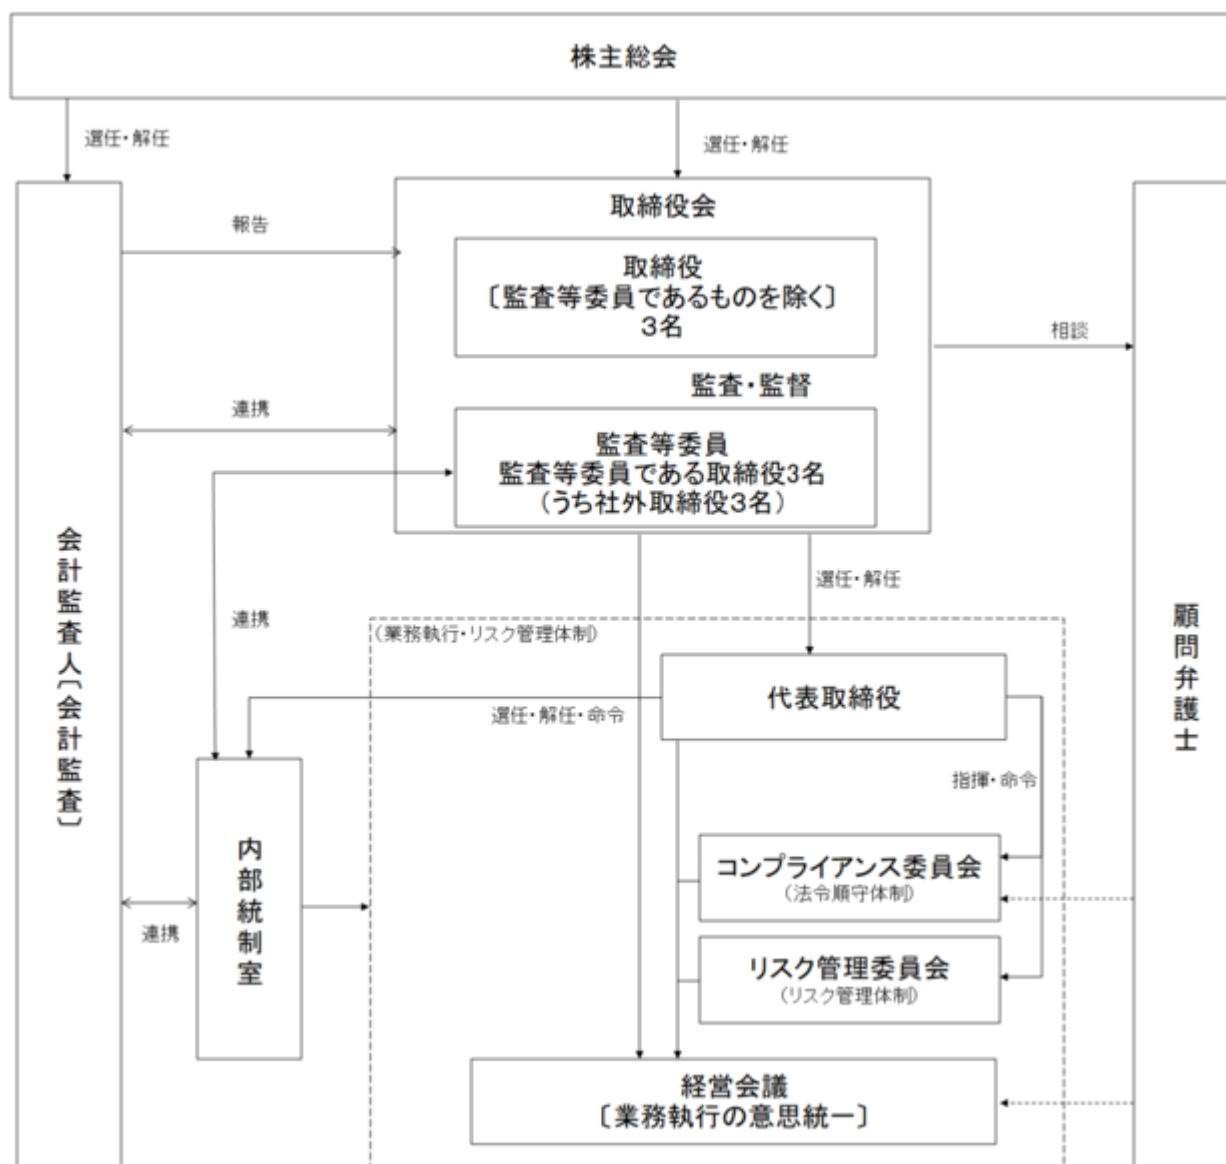 株主総会
選任・解任
選任・解任
取締役会
報告
取締役
〔監査等委員であるものを除く〕
３名
相談
監査・監督
連携
監査等委員
監査等委員である取締役3名
（うち社外取締役３名）
会計監査人〔会計監査〕
選任・解任
顧問弁護士
連携
（業務執行・リスク管理体制）
代表取締役
選任・解任・命令
指揮・命令
内部統制室
コンプライアンス委員会
（法令順守体制）
連携
リスク管理委員会
（リスク管理体制）
経営会議
〔業務執行の意思統一〕